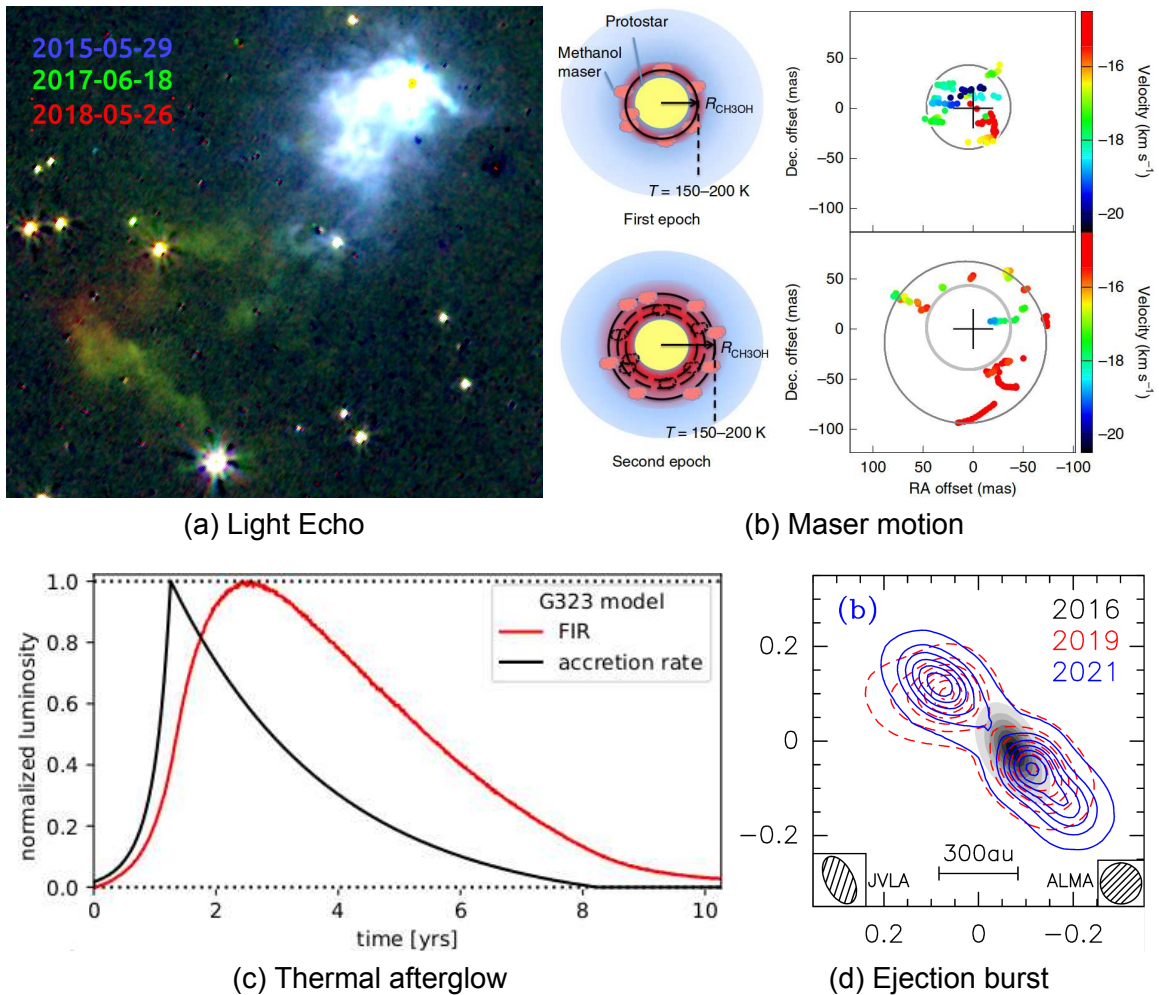 2015-05-29
2017-06-18
2018-05-26
(a) Light Echo
Protostar
Methanol
maser
R_CH3OH
T = 150–200 K
First epoch
R_CH3OH
T = 150–200 K
Second epoch
Dec. offset (mas)
50
0
−50
−100
Velocity (km s⁻¹)
−16
−18
−20
Dec. offset (mas)
50
0
−50
−100
Velocity (km s⁻¹)
−16
−18
−20
100
50
0
−50
−100
RA offset (mas)
(b) Maser motion
normalized luminosity
1.0
0.8
0.6
0.4
0.2
0.0
G323 model
FIR
accretion rate
0
2
4
6
8
10
time [yrs]
(c) Thermal afterglow
(b)
2016
2019
2021
0.2
0
−0.2
300au
JVLA
ALMA
0.2
0
−0.2
(d) Ejection burst